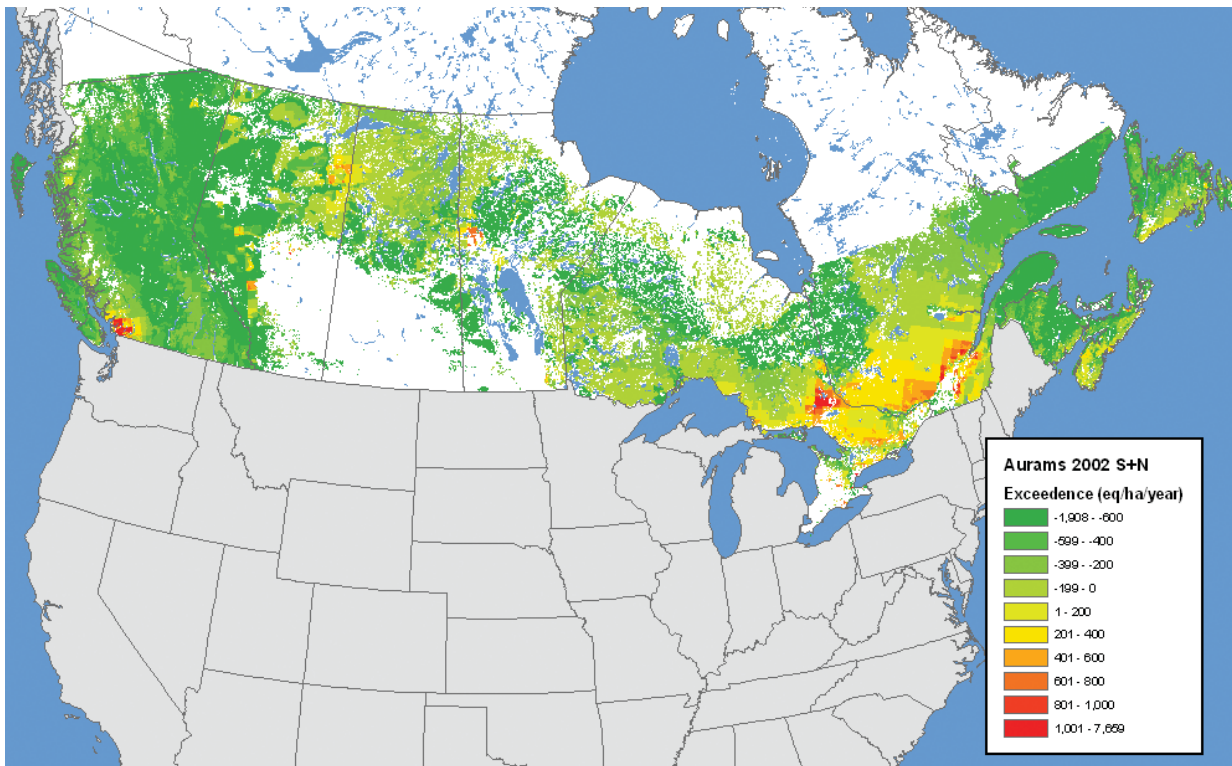 Aurams 2002 S+N
Exceedence (eq/ha/year)
-1,908 - -600
-599 - -400
-399 - -200
-199 - 0
1 - 200
201 - 400
401 - 600
601 - 800
801 - 1,000
1,001 - 7,659